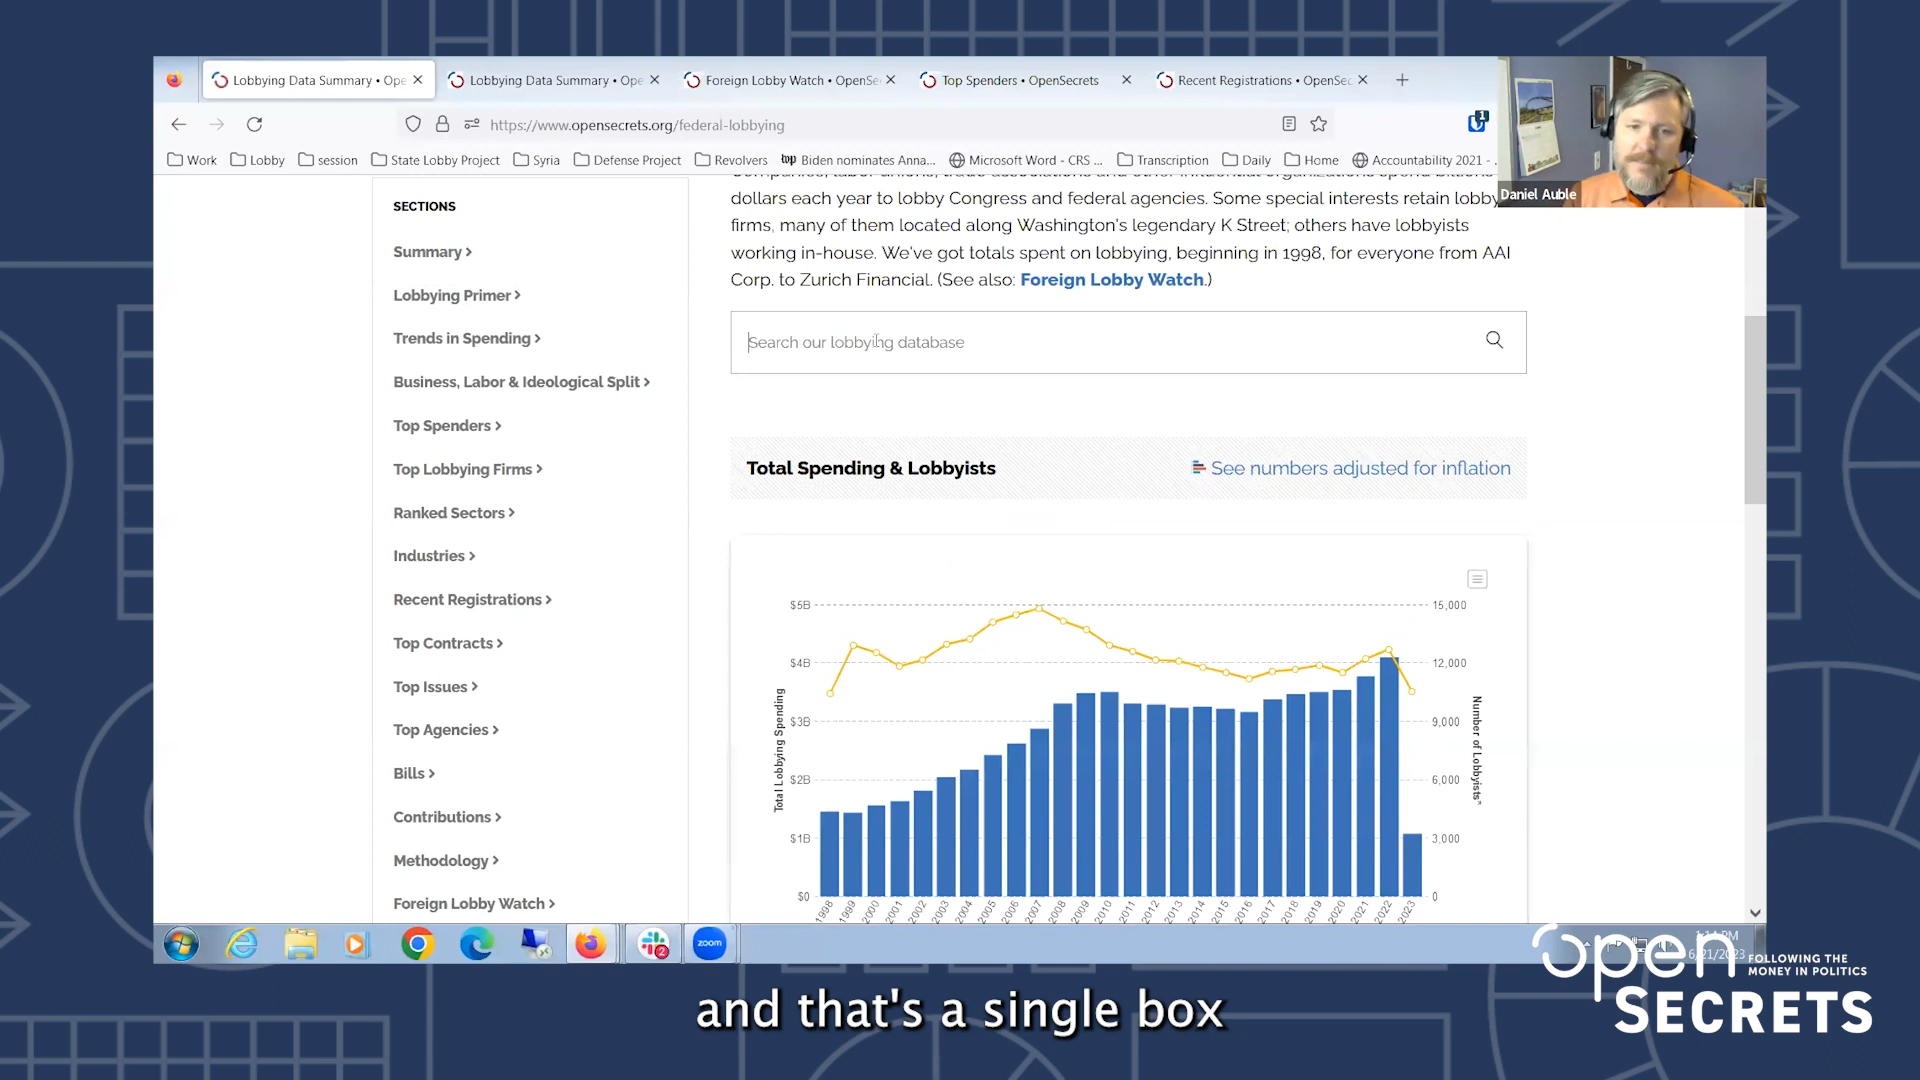 Lobbying Data Summary • Ope
Lobbying Data Summary • Ope
Foreign Lobby Watch • OpenSe
Top Spenders • OpenSecrets
Recent Registrations • OpenSec
https://www.opensecrets.org/federal-lobbying
1
Work
Lobby
session
State Lobby Project
Syria
Defense Project
Revolvers
top Biden nominates Anna...
Microsoft Word - CRS ...
Transcription
Daily
Home
Accountability 2021 - .
Daniel Auble
SECTIONS
Summary
Lobbying Primer
Trends in Spending
Business, Labor & Ideological Split
Top Spenders
Top Lobbying Firms
Ranked Sectors
Industries
Recent Registrations
Top Contracts
Top Issues
Top Agencies
Bills
Contributions
Methodology
Foreign Lobby Watch
dollars each year to lobby Congress and federal agencies. Some special interests retain lobby
firms, many of them located along Washington's legendary K Street; others have lobbyists
working in-house. We've got totals spent on lobbying, beginning in 1998, for everyone from AAI
Corp. to Zurich Financial. (See also: Foreign Lobby Watch.)
Search our lobbying database
Total Spending & Lobbyists
See numbers adjusted for inflation
Total Lobbying Spending
$5B
$4B
$3B
$2B
$1B
$0
15,000
12,000
9,000
6,000
3,000
0
Number of Lobbyists*
1998 1999 2000 2001 2002 2003 2004 2005 2006 2007 2008 2009 2010 2011 2012 2013 2014 2015 2016 2017 2018 2019 2020 2021 2022 2023
2
zoom
1:14 PM
6/21/2023
open
SECRETS
FOLLOWING THE
MONEY IN POLITICS
and that's a single box